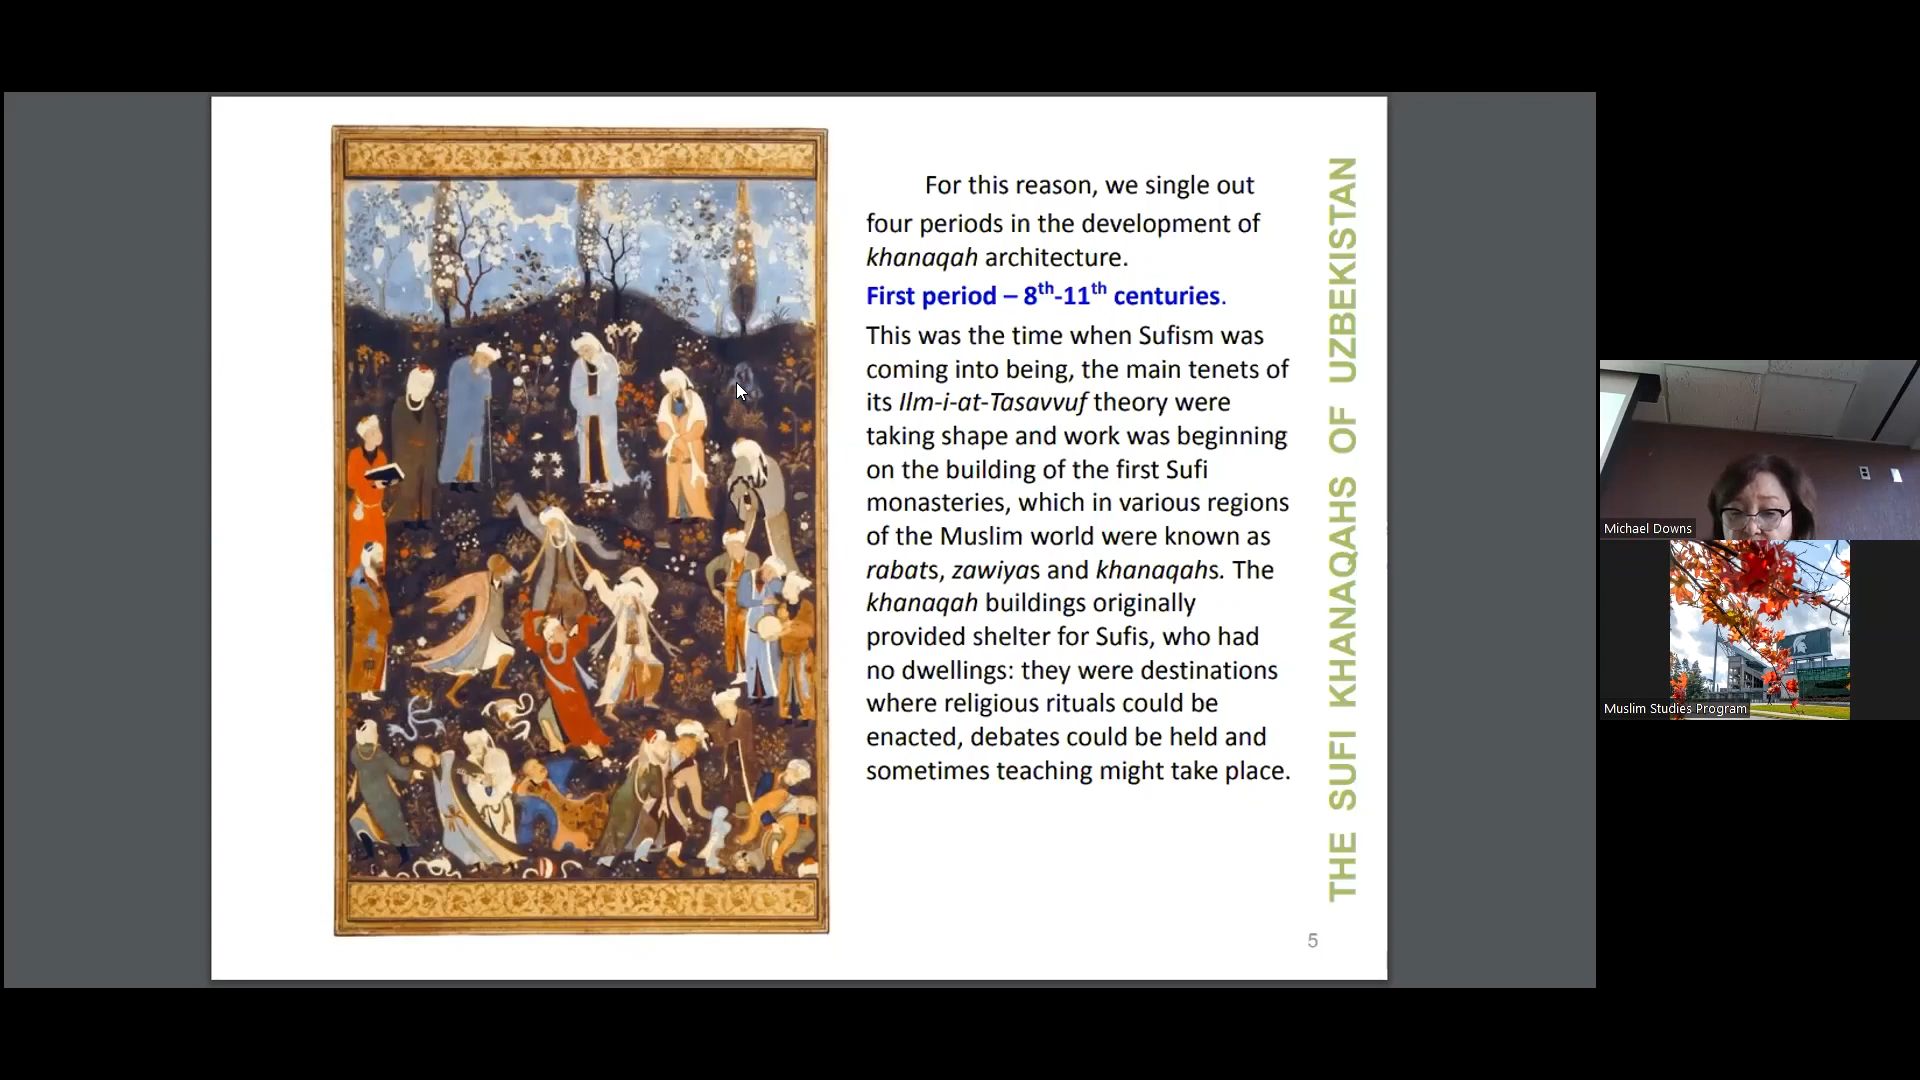 For this reason, we single out
four periods in the development of
khanaqah architecture.
First period – 8th-11th centuries.
This was the time when Sufism was
coming into being, the main tenets of
its Ilm-i-at-Tasavvuf theory were
taking shape and work was beginning
on the building of the first Sufi
monasteries, which in various regions
of the Muslim world were known as
rabats, zawiyas and khanaqahs. The
khanaqah buildings originally
provided shelter for Sufis, who had
no dwellings: they were destinations
where religious rituals could be
enacted, debates could be held and
sometimes teaching might take place.
THE SUFI KHANAQAHS OF UZBEKISTAN
5
Michael Downs
Muslim Studies Program